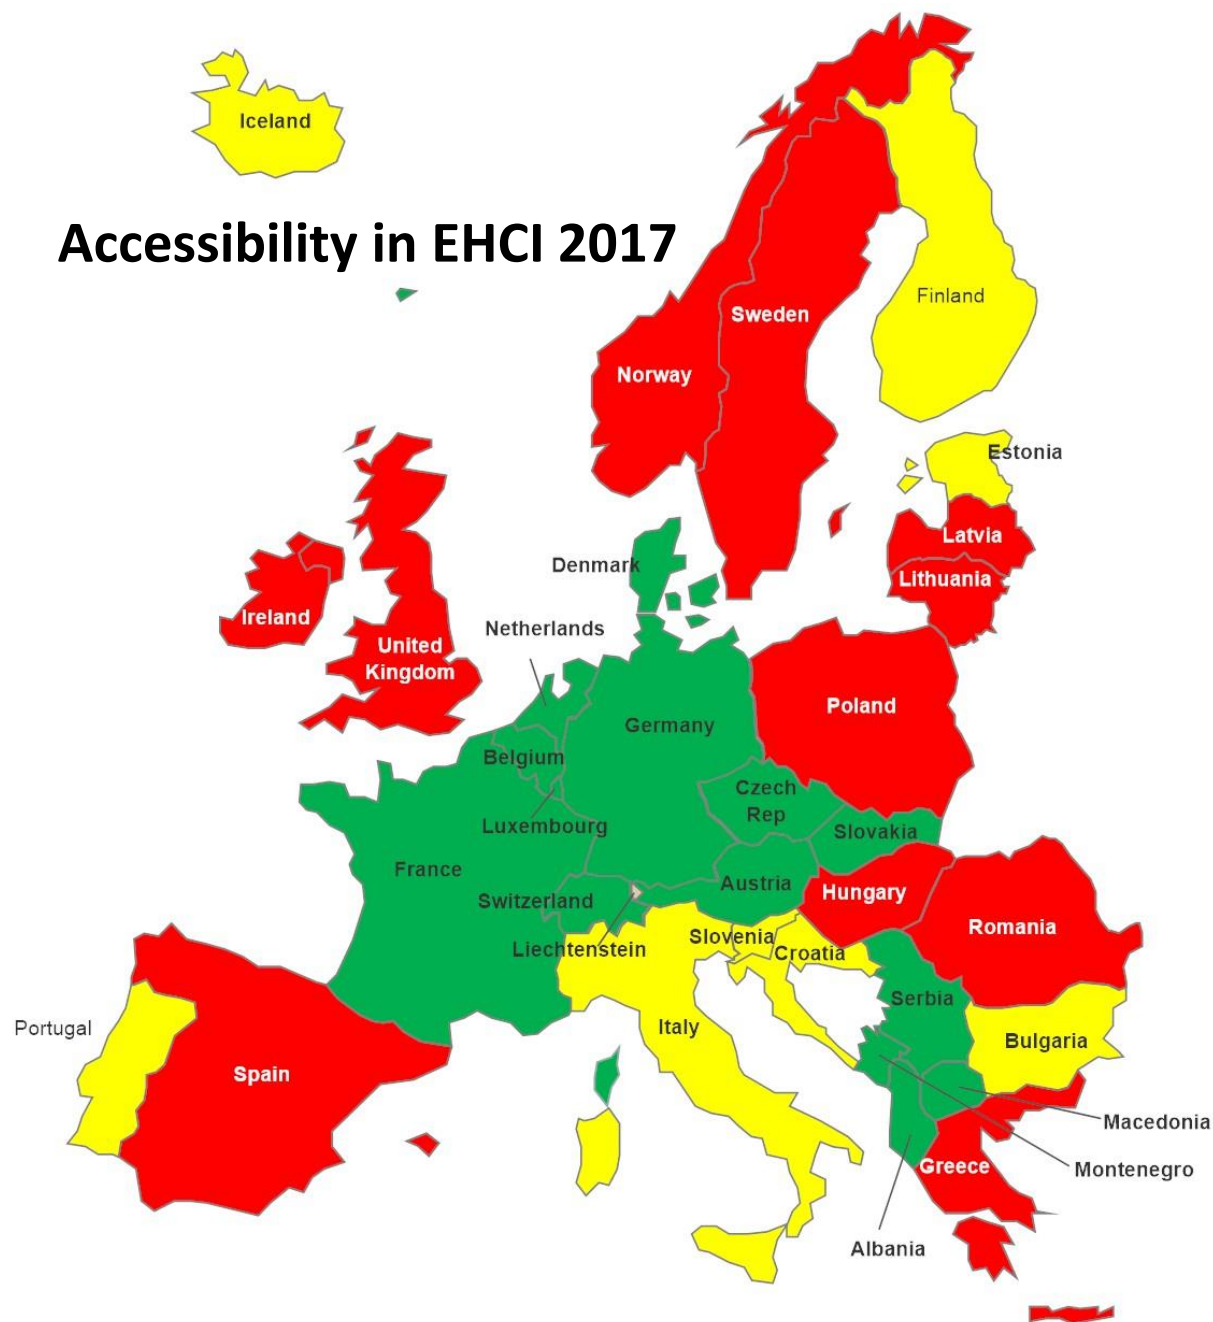 Iceland
Accessibility in EHCI 2017
Finland
Sweden
Norway
Estonia
Latvia
Denmark
Lithuania
Ireland
Netherlands
United
Kingdom
Poland
Germany
Belgium
Czech
Rep
Luxembourg
Slovakia
France
Austria
Hungary
Switzerland
Romania
Slovenia
Liechtenstein
Croatia
Serbia
Portugal
Italy
Bulgaria
Spain
Macedonia
Greece
Montenegro
Albania